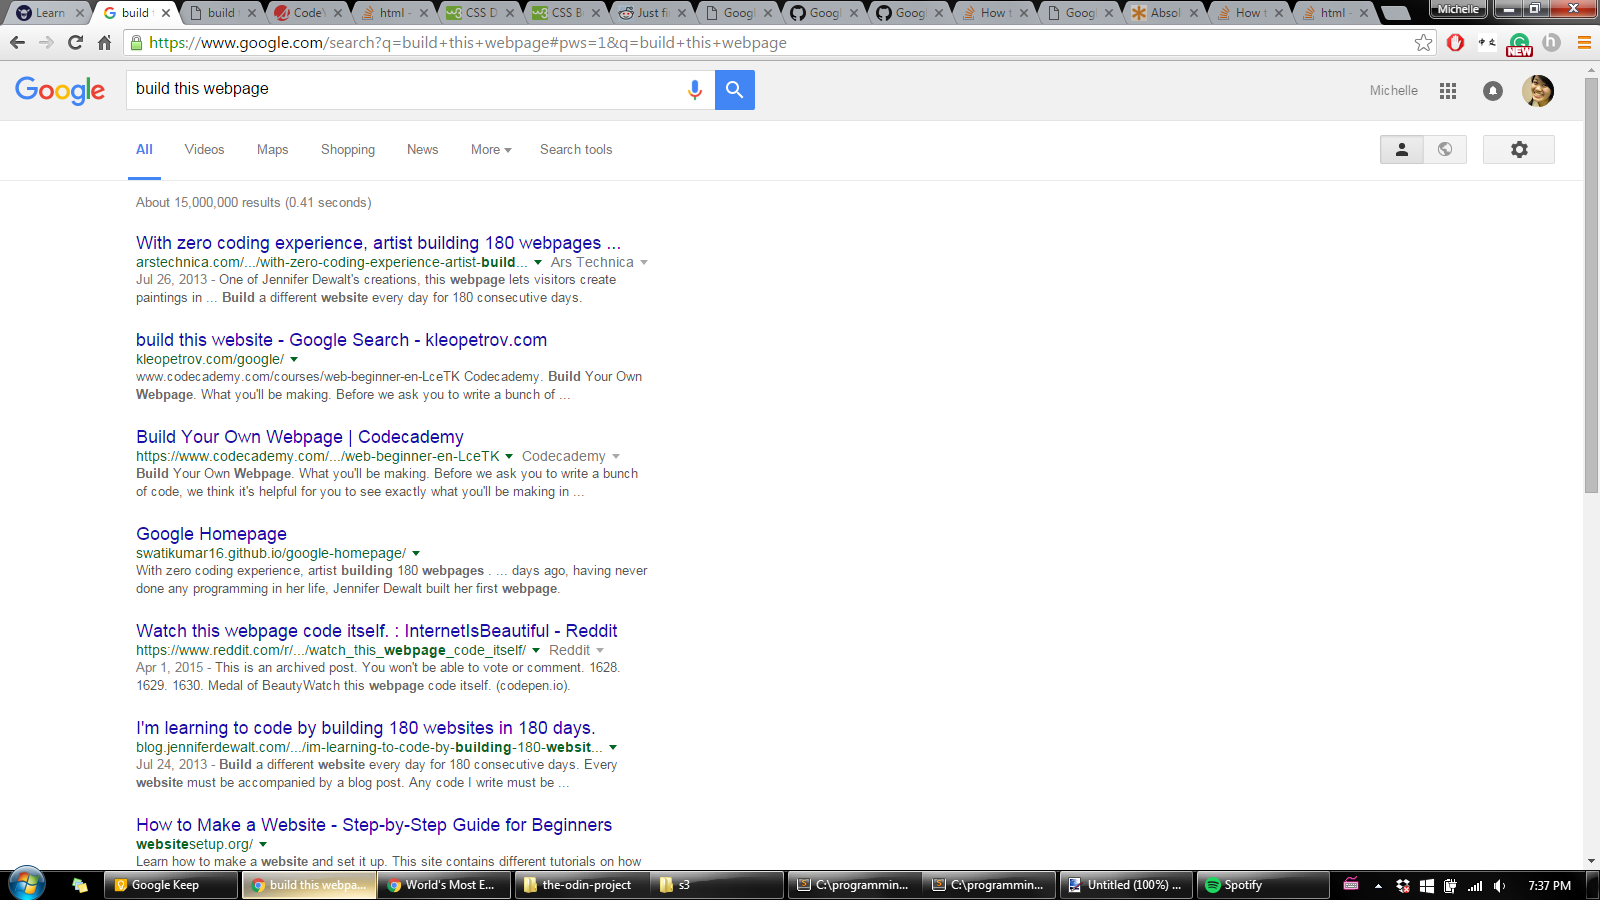 Learn
build t
build t
CodeY
html -
CSS D
CSS B
Just fi
Googl
Googl
Googl
How t
Googl
Absol
How t
html -
Michelle
https://www.google.com/search?q=build+this+webpage#pws=1&q=build+this+webpage
NEW
Google
build this webpage
Michelle
All
Videos
Maps
Shopping
News
More
Search tools
About 15,000,000 results (0.41 seconds)
With zero coding experience, artist building 180 webpages ...
arstechnica.com/.../with-zero-coding-experience-artist-build... Ars Technica
Jul 26, 2013 - One of Jennifer Dewalt's creations, this webpage lets visitors create
paintings in ... Build a different website every day for 180 consecutive days.
build this website - Google Search - kleopetrov.com
kleopetrov.com/google/
www.codecademy.com/courses/web-beginner-en-LceTK Codecademy. Build Your Own
Webpage. What you'll be making. Before we ask you to write a bunch of ...
Build Your Own Webpage | Codecademy
https://www.codecademy.com/.../web-beginner-en-LceTK Codecademy
Build Your Own Webpage. What you'll be making. Before we ask you to write a bunch
of code, we think it's helpful for you to see exactly what you'll be making in ...
Google Homepage
swatikumar16.github.io/google-homepage/
With zero coding experience, artist building 180 webpages . ... days ago, having never
done any programming in her life, Jennifer Dewalt built her first webpage.
Watch this webpage code itself. : InternetIsBeautiful - Reddit
https://www.reddit.com/r/.../watch_this_webpage_code_itself/ Reddit
Apr 1, 2015 - This is an archived post. You won't be able to vote or comment. 1628.
1629. 1630. Medal of BeautyWatch this webpage code itself. (codepen.io).
I'm learning to code by building 180 websites in 180 days.
blog.jenniferdewalt.com/.../im-learning-to-code-by-building-180-websit...
Jul 24, 2013 - Build a different website every day for 180 consecutive days. Every
website must be accompanied by a blog post. Any code I write must be ...
How to Make a Website - Step-by-Step Guide for Beginners
websitesetup.org/
Learn how to make a website and set it up. This site contains different tutorials on how
Google Keep
build this webpa...
World's Most E...
the-odin-project
s3
C:\programmin...
C:\programmin...
Untitled (100%) ...
Spotify
7:37 PM